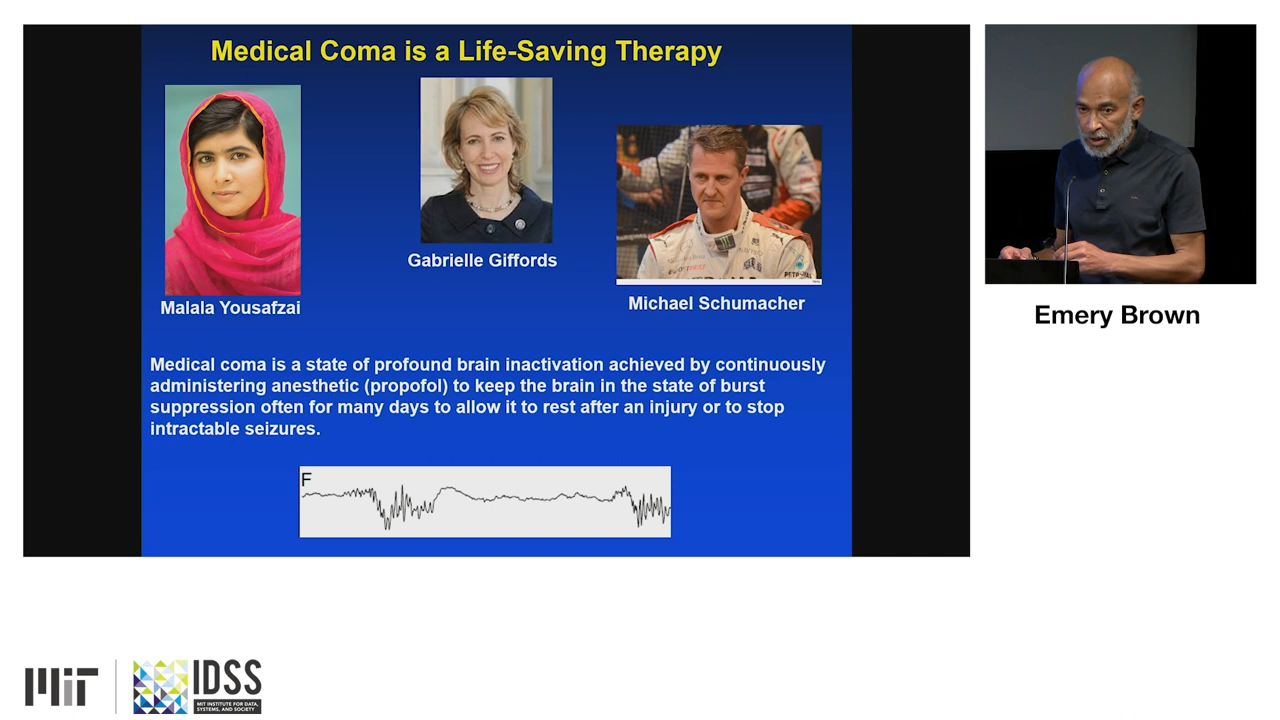 Medical Coma is a Life-Saving Therapy
Malala Yousafzai
Gabrielle Giffords
Michael Schumacher
Medical coma is a state of profound brain inactivation achieved by continuously
administering anesthetic (propofol) to keep the brain in the state of burst
suppression often for many days to allow it to rest after an injury or to stop
intractable seizures.
F
Emery Brown
MIT
IDSS
MIT INSTITUTE FOR DATA,
SYSTEMS, AND SOCIETY